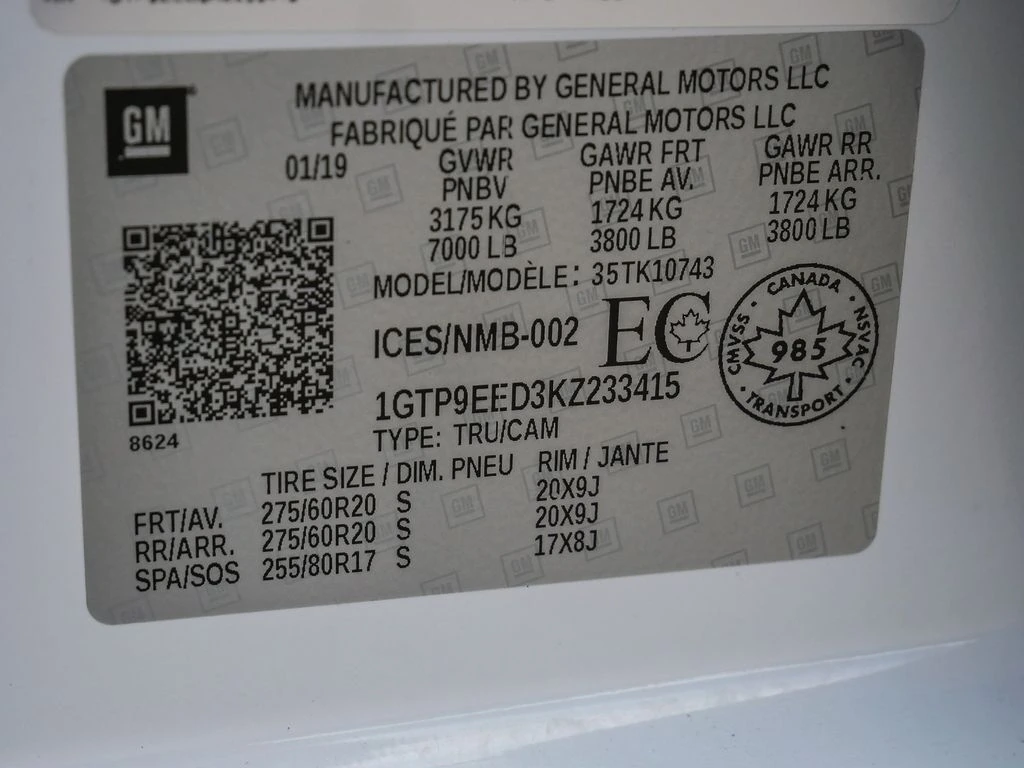 GM
MANUFACTURED BY GENERAL MOTORS LLC
FABRIQUÉ PAR GENERAL MOTORS LLC
01/19 GVWR GAWR FRT GAWR RR
PNBV PNBE AV. PNBE ARR.
3175 KG 1724 KG 1724 KG
7000 LB 3800 LB 3800 LB
MODEL/MODÈLE: 35TK10743
ICES/NMB-002 EC
CANADA
CMVSS · NSVAC
985
· TRANSPORT ·
1GTP9EED3KZ233415
8624
TYPE: TRU/CAM
TIRE SIZE / DIM. PNEU RIM / JANTE
FRT/AV. 275/60R20 S 20X9J
RR/ARR. 275/60R20 S 20X9J
SPA/SOS 255/80R17 S 17X8J